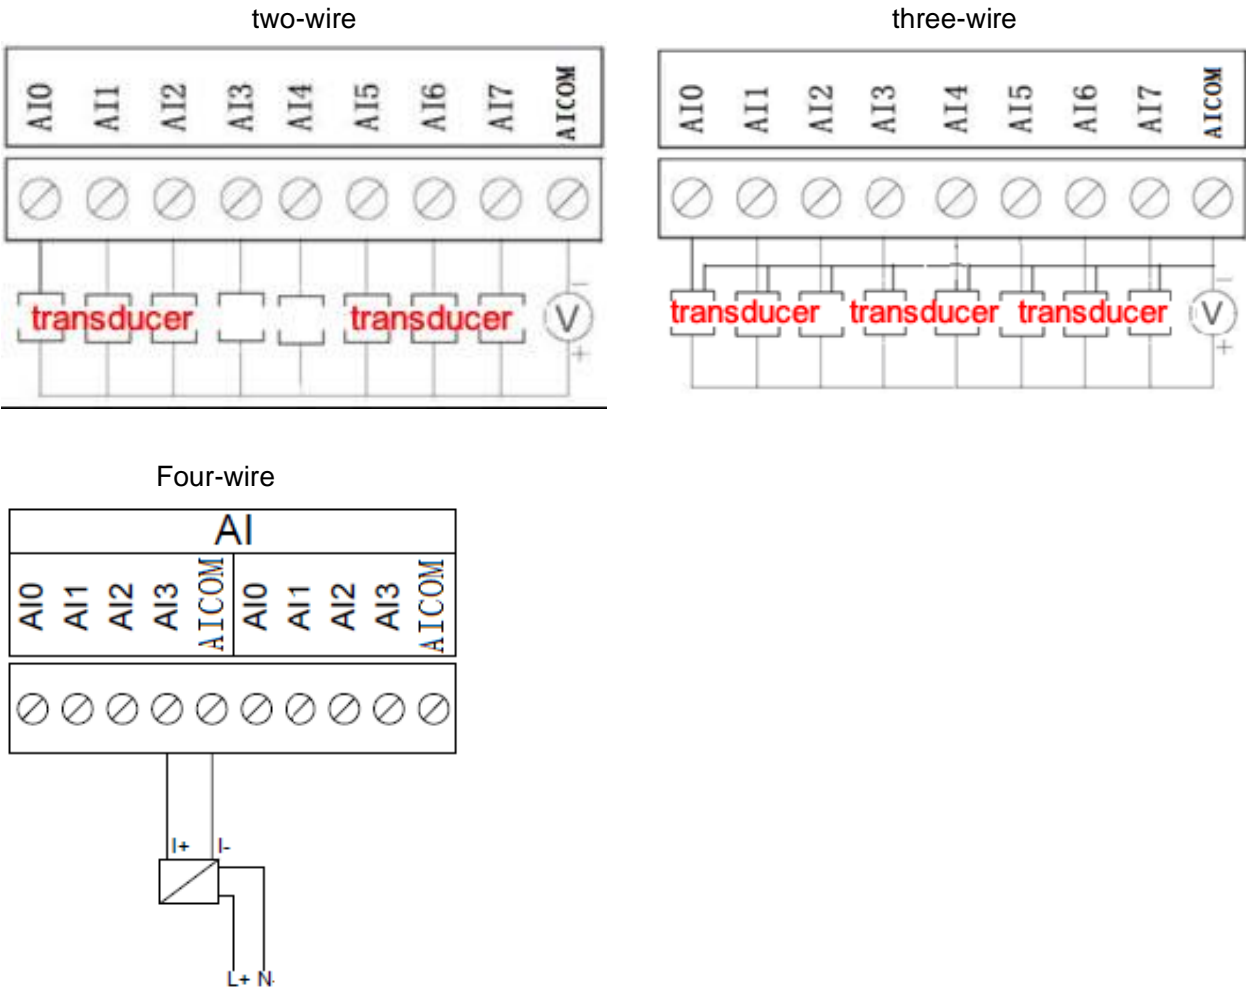 two-wire
AI0 AI1 AI2 AI3 AI4 AI5 AI6 AI7 AICOM
transducer transducer V
−
+
three-wire
AI0 AI1 AI2 AI3 AI4 AI5 AI6 AI7 AICOM
transducer transducer transducer V
−
+
Four-wire
AI
AI0 AI1 AI2 AI3 AICOM AI0 AI1 AI2 AI3 AICOM
I+ I-
L+ N-